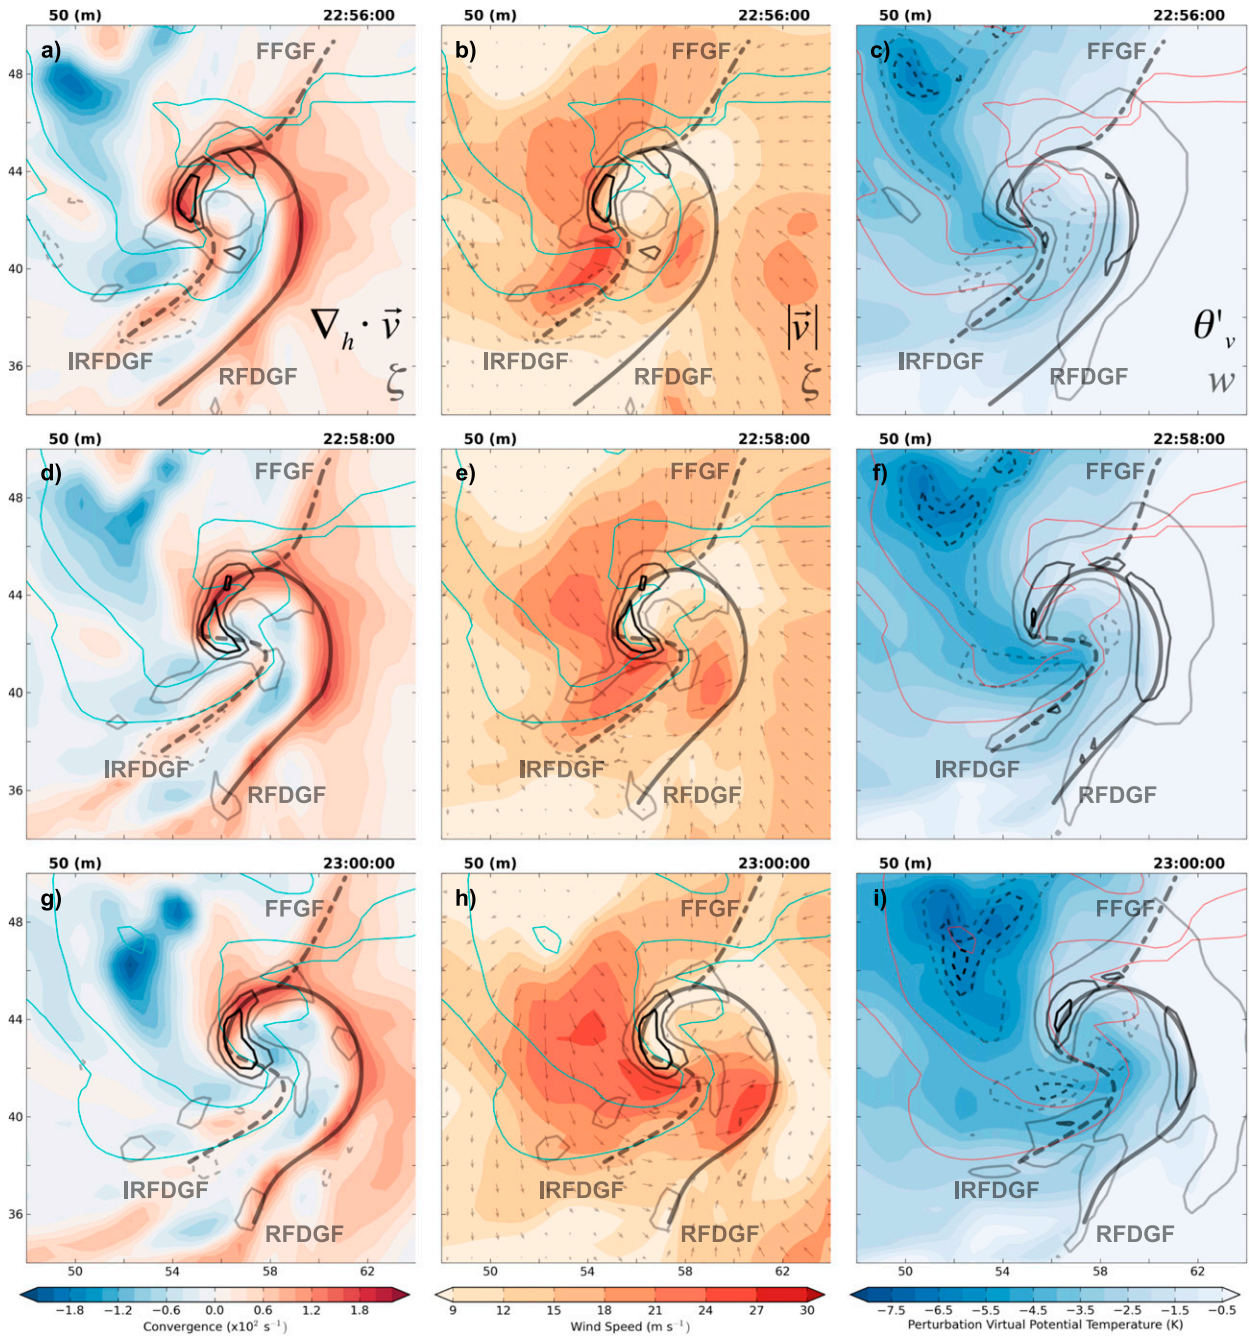 50 (m) 22:56:00 50 (m) 22:56:00 50 (m) 22:56:00
a) FFGF b) FFGF c) FFGF
48
44
40
36
∇h · v⃗ |v⃗| θ'v
IRFDGF RFDGF ζ IRFDGF RFDGF ζ IRFDGF RFDGF w
50 (m) 22:58:00 50 (m) 22:58:00 50 (m) 22:58:00
d) FFGF e) FFGF f) FFGF
48
44
40
36
IRFDGF RFDGF IRFDGF RFDGF IRFDGF RFDGF
50 (m) 23:00:00 50 (m) 23:00:00 50 (m) 23:00:00
g) FFGF h) FFGF i) FFGF
48
44
40
36
IRFDGF RFDGF IRFDGF RFDGF IRFDGF RFDGF
50 54 58 62 50 54 58 62 50 54 58 62
−1.8 −1.2 −0.6 0.0 0.6 1.2 1.8 9 12 15 18 21 24 27 30 −7.5 −6.5 −5.5 −4.5 −3.5 −2.5 −1.5 −0.5
Convergence (x10² s⁻¹) Wind Speed (m s⁻¹) Perturbation Virtual Potential Temperature (K)